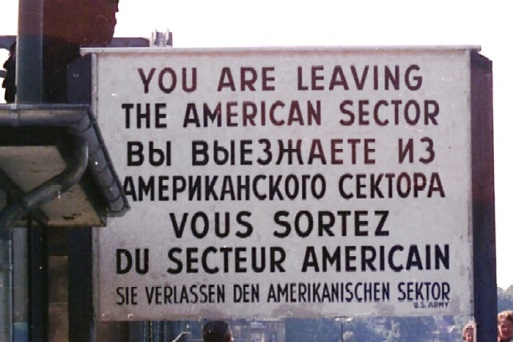 YOU ARE LEAVING
THE AMERICAN SECTOR
ВЫ ВЫЕЗЖАЕТЕ ИЗ
АМЕРИКАНСКОГО СЕКТОРА
VOUS SORTEZ
DU SECTEUR AMERICAIN
SIE VERLASSEN DEN AMERIKANISCHEN SEKTOR
U.S. ARMY